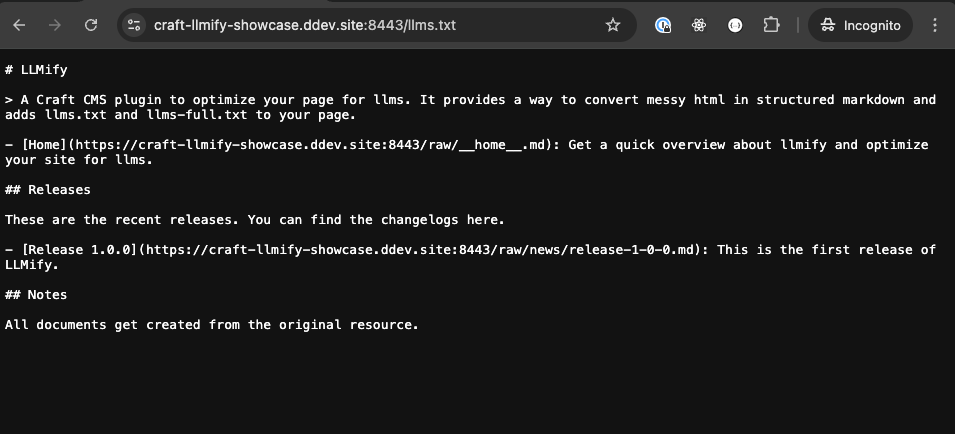 craft-llmify-showcase.ddev.site:8443/llms.txt
Incognito
# LLMify
> A Craft CMS plugin to optimize your page for llms. It provides a way to convert messy html in structured markdown and
adds llms.txt and llms-full.txt to your page.
- [Home](https://craft-llmify-showcase.ddev.site:8443/raw/__home__.md): Get a quick overview about llmify and optimize
your site for llms.
## Releases
These are the recent releases. You can find the changelogs here.
- [Release 1.0.0](https://craft-llmify-showcase.ddev.site:8443/raw/news/release-1-0-0.md): This is the first release of
LLMify.
## Notes
All documents get created from the original resource.